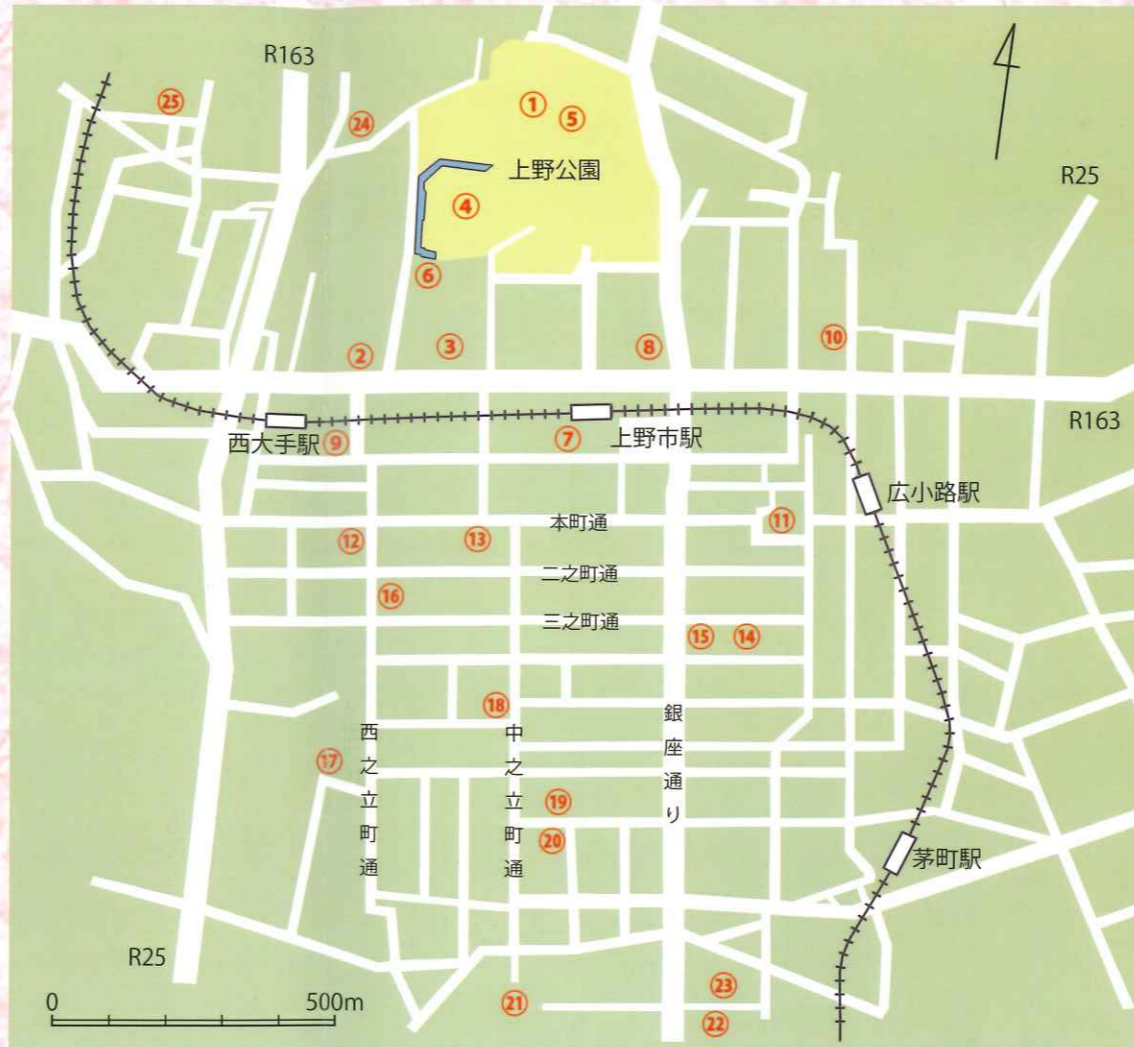 R163
㉕
㉔
①
⑤
上野公園
R25
④
⑥
②
③
⑧
⑩
R163
西大手駅
⑨
⑦
上野市駅
広小路駅
本町通
⑪
⑫
⑬
二之町通
⑯
三之町通
⑮
⑭
⑱
西之立町通
中之立町通
銀座通り
⑰
⑲
⑳
茅町駅
R25
0
500m
㉑
㉓
㉒